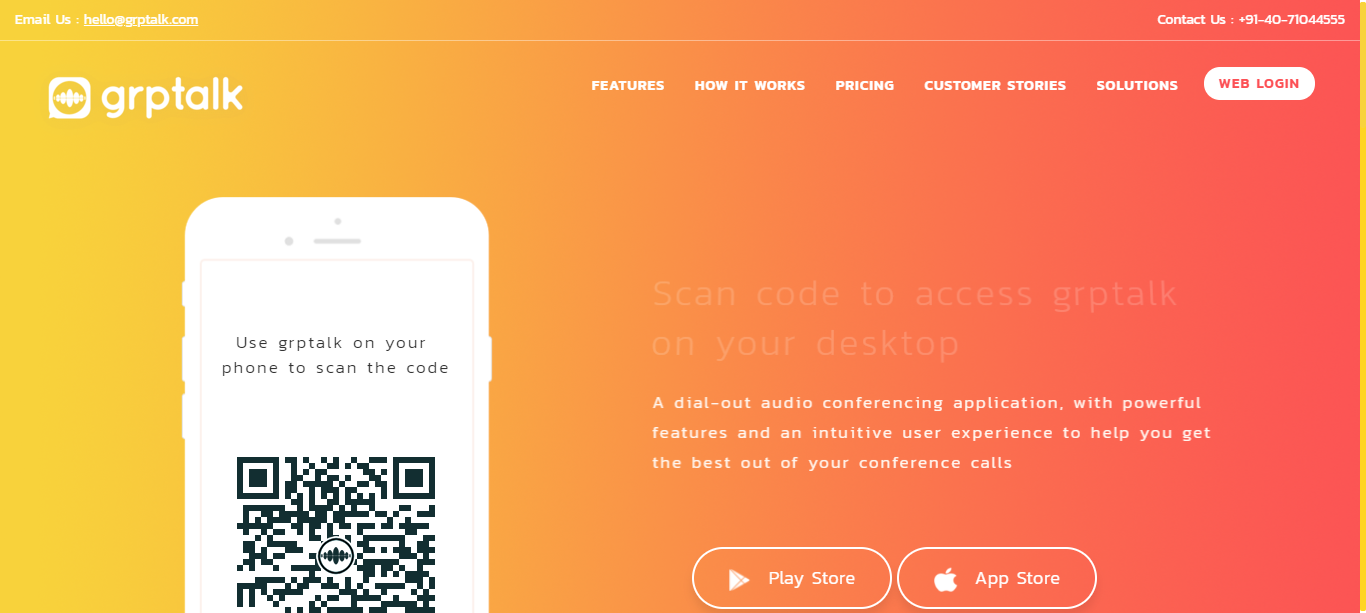 Email Us : hello@grptalk.com
Contact Us : +91-40-71044555
grptalk
FEATURES
HOW IT WORKS
PRICING
CUSTOMER STORIES
SOLUTIONS
WEB LOGIN
Use grptalk on your
phone to scan the code
Scan code to access grptalk
on your desktop
A dial-out audio conferencing application, with powerful
features and an intuitive user experience to help you get
the best out of your conference calls
Play Store
App Store